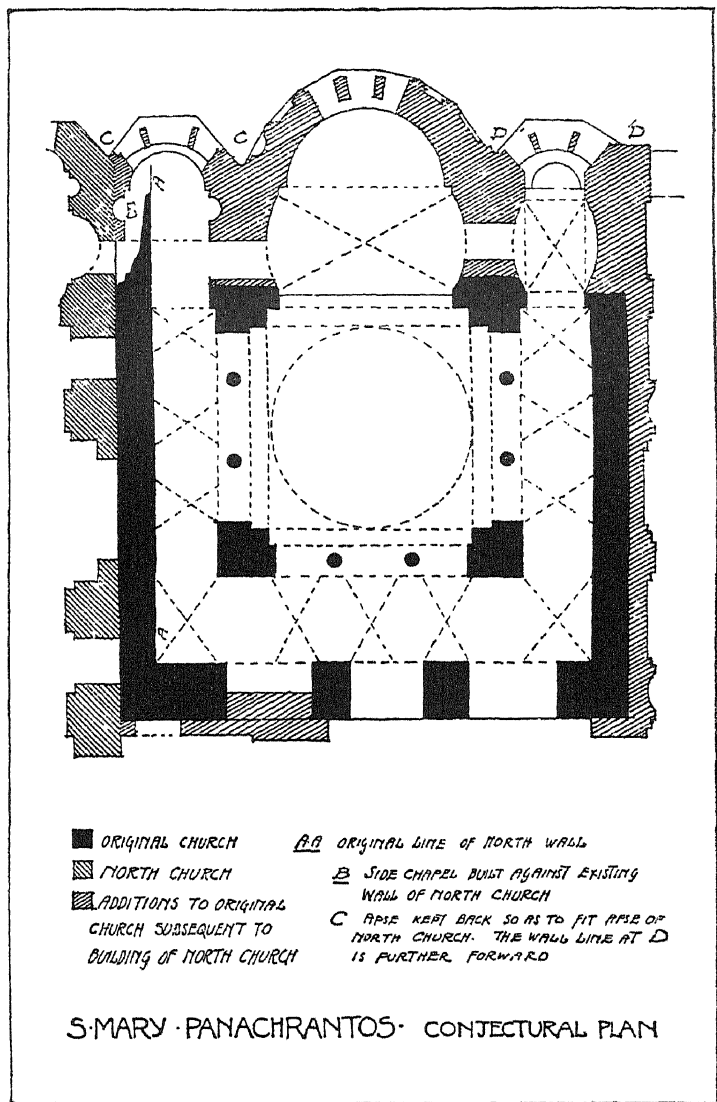 C C D D
A
B
A
ORIGINAL CHURCH
NORTH CHURCH
ADDITIONS TO ORIGINAL
CHURCH SUBSEQUENT TO
BUILDING OF NORTH CHURCH
AA ORIGINAL LINE OF NORTH WALL
B SIDE CHAPEL BUILT AGAINST EXISTING
WALL OF NORTH CHURCH
C APSE KEPT BACK SO AS TO FIT APSE OF
NORTH CHURCH. THE WALL LINE AT D
IS FURTHER FORWARD
S·MARY·PANACHRANTOS· CONJECTURAL PLAN